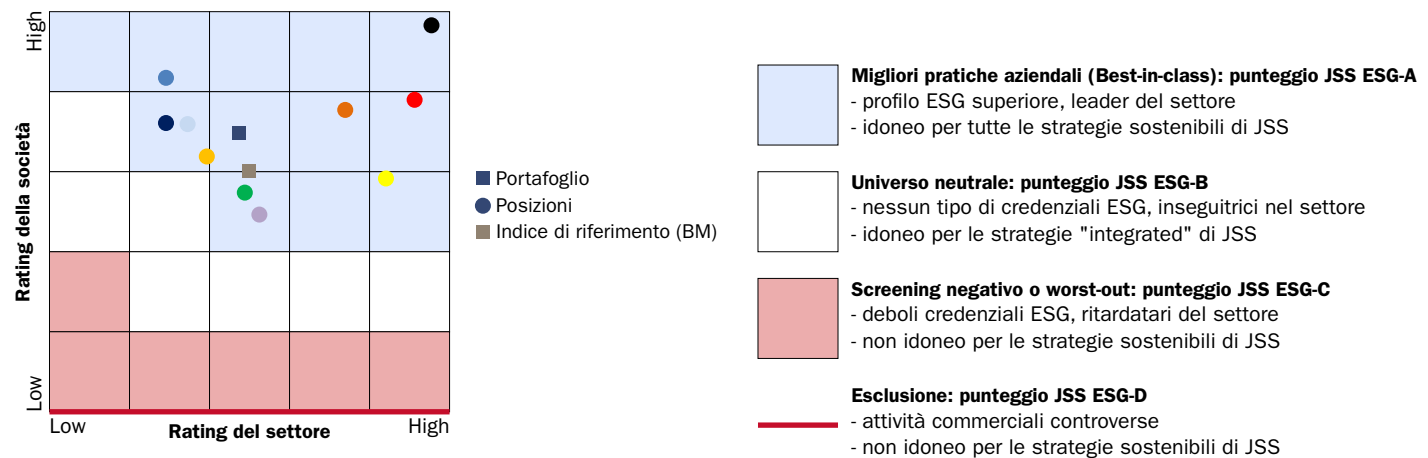 High
Rating della società
Low
Low
Rating del settore
High
Portafoglio
Posizioni
Indice di riferimento (BM)
Migliori pratiche aziendali (Best-in-class): punteggio JSS ESG-A
- profilo ESG superiore, leader del settore
- idoneo per tutte le strategie sostenibili di JSS
Universo neutrale: punteggio JSS ESG-B
- nessun tipo di credenziali ESG, inseguitrici nel settore
- idoneo per le strategie "integrated" di JSS
Screening negativo o worst-out: punteggio JSS ESG-C
- deboli credenziali ESG, ritardatari del settore
- non idoneo per le strategie sostenibili di JSS
Esclusione: punteggio JSS ESG-D
- attività commerciali controverse
- non idoneo per le strategie sostenibili di JSS